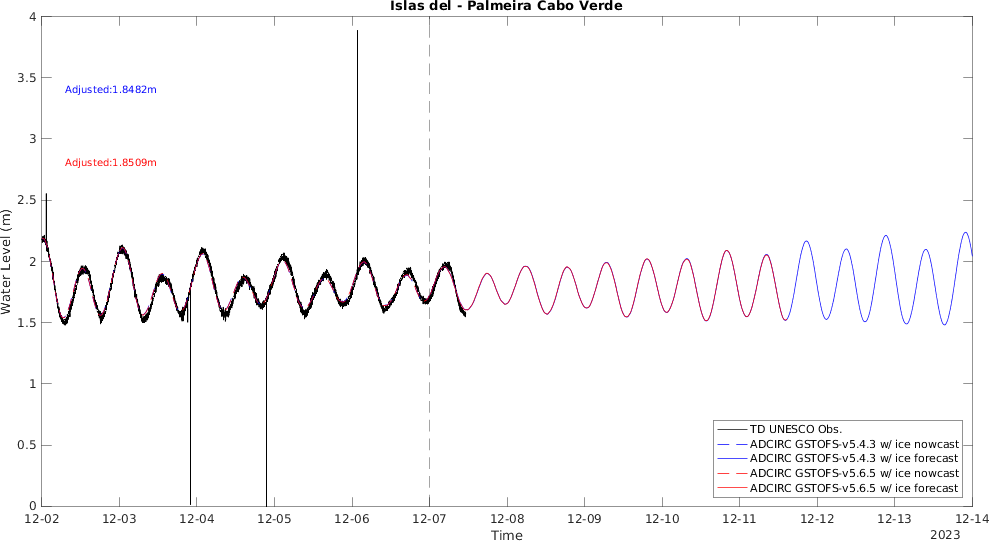 Islas del - Palmeira Cabo Verde
4
3.5
3
2.5
2
1.5
1
0.5
0
Water Level (m)
Adjusted:1.8482m
Adjusted:1.8509m
TD UNESCO Obs.
ADCIRC GSTOFS-v5.4.3 w/ ice nowcast
ADCIRC GSTOFS-v5.4.3 w/ ice forecast
ADCIRC GSTOFS-v5.6.5 w/ ice nowcast
ADCIRC GSTOFS-v5.6.5 w/ ice forecast
12-02 12-03 12-04 12-05 12-06 12-07 12-08 12-09 12-10 12-11 12-12 12-13 12-14
Time
2023